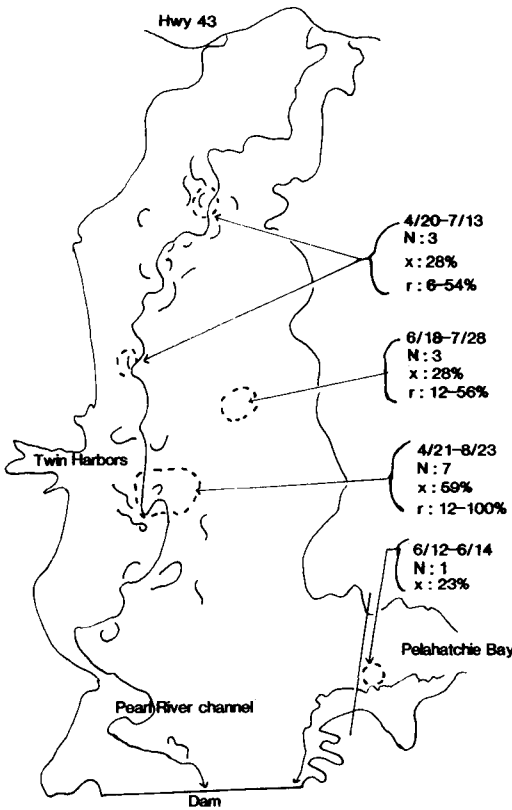 Hwy 43
4/20-7/13
N : 3
x : 28%
r : 6-54%
6/18-7/28
N : 3
x : 28%
r : 12-56%
Twin Harbors
4/21-8/23
N : 7
x : 59%
r : 12-100%
6/12-6/14
N : 1
x : 23%
Pelahatchie Bay
Pearl River channel
Dam